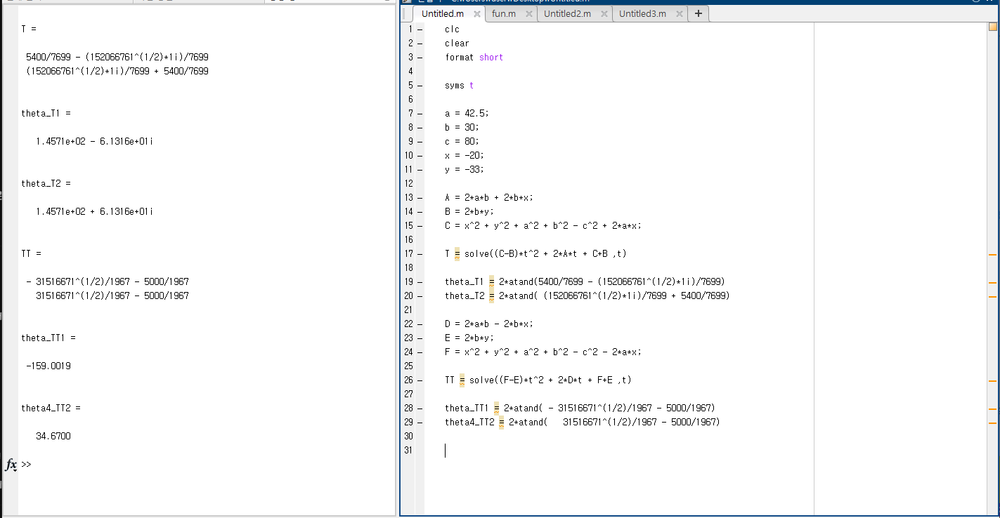 T =
5400/7699 - (152066761^(1/2)*1i)/7699
(152066761^(1/2)*1i)/7699 + 5400/7699
theta_T1 =
1.4571e+02 - 6.1316e+01i
theta_T2 =
1.4571e+02 + 6.1316e+01i
TT =
- 31516671^(1/2)/1967 - 5000/1967
31516671^(1/2)/1967 - 5000/1967
theta_TT1 =
-159.0019
theta4_TT2 =
34.6700
fx >>
Untitled.m × fun.m × Untitled2.m × Untitled3.m × +
1 – clc
2 – clear
3 – format short
4
5 – syms t
6
7 – a = 42.5;
8 – b = 30;
9 – c = 80;
10 – x = -20;
11 – y = -33;
12
13 – A = 2*a*b + 2*b*x;
14 – B = 2*b*y;
15 – C = x^2 + y^2 + a^2 + b^2 - c^2 + 2*a*x;
16
17 – T = solve((C-B)*t^2 + 2*A*t + C+B ,t)
18
19 – theta_T1 = 2*atand(5400/7699 - (152066761^(1/2)*1i)/7699)
20 – theta_T2 = 2*atand( (152066761^(1/2)*1i)/7699 + 5400/7699)
21
22 – D = 2*a*b - 2*b*x;
23 – E = 2*b*y;
24 – F = x^2 + y^2 + a^2 + b^2 - c^2 - 2*a*x;
25
26 – TT = solve((F-E)*t^2 + 2*D*t + F+E ,t)
27
28 – theta_TT1 = 2*atand( - 31516671^(1/2)/1967 - 5000/1967)
29 – theta4_TT2 = 2*atand(   31516671^(1/2)/1967 - 5000/1967)
30
31